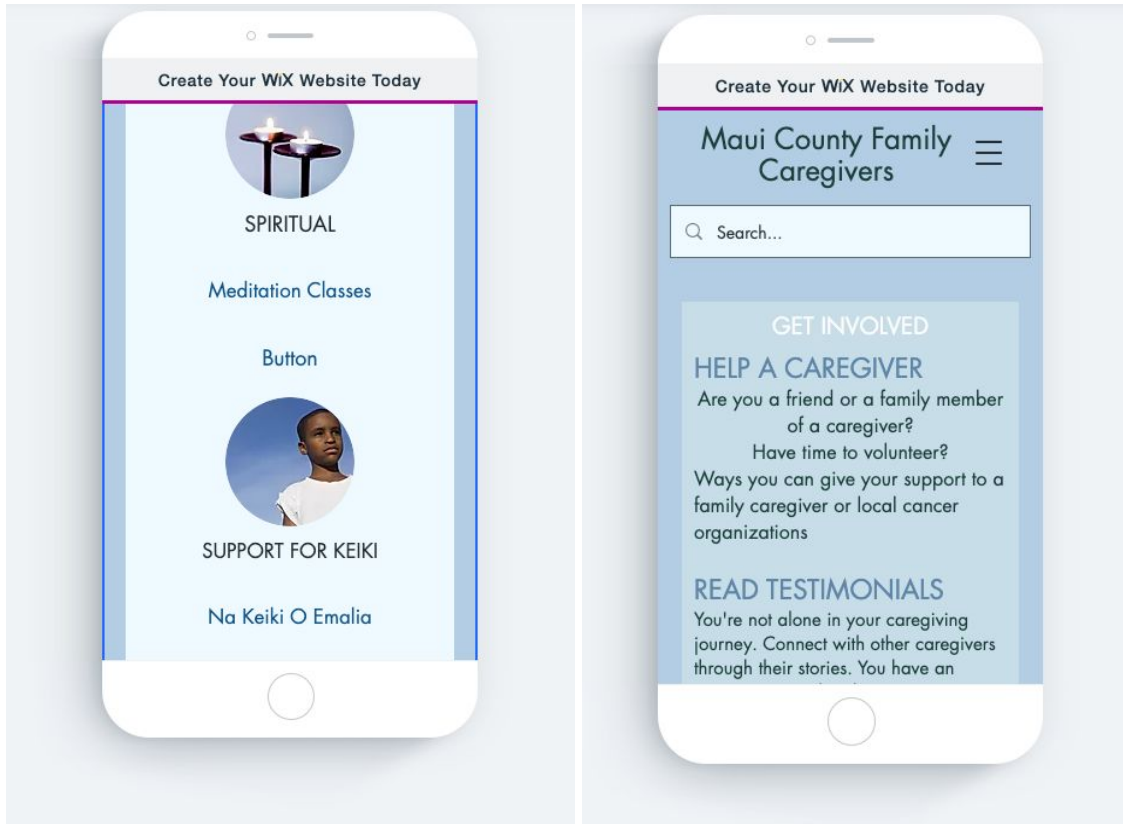 Create Your WiX Website Today
SPIRITUAL
Meditation Classes
Button
SUPPORT FOR KEIKI
Na Keiki O Emalia
Create Your WiX Website Today
Maui County Family
Caregivers
Search...
GET INVOLVED
HELP A CAREGIVER
Are you a friend or a family member
of a caregiver?
Have time to volunteer?
Ways you can give your support to a
family caregiver or local cancer
organizations
READ TESTIMONIALS
You're not alone in your caregiving
journey. Connect with other caregivers
through their stories. You have an